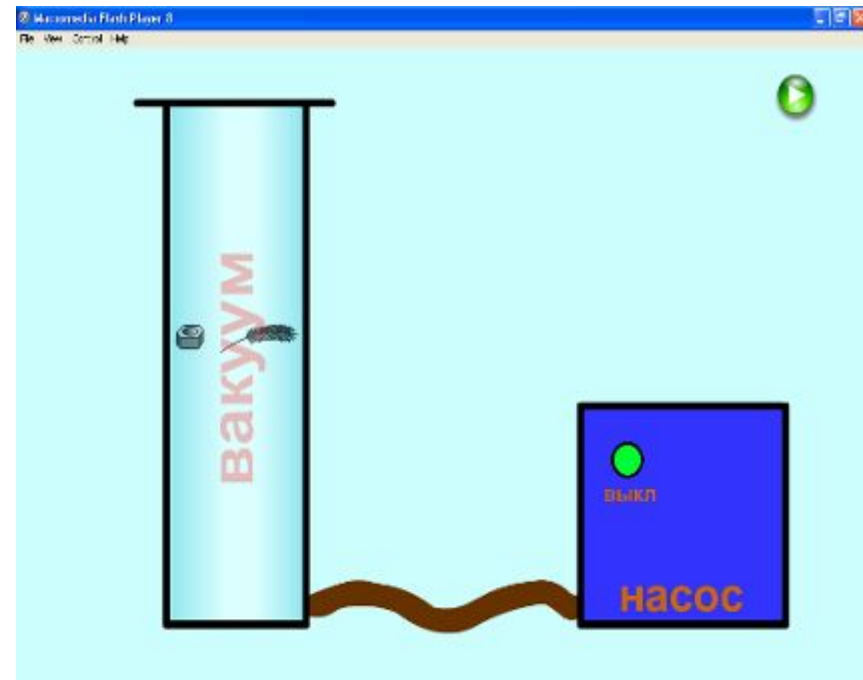 Macromedia Flash Player 8
File View Control Help
вакуум
выкл
насос